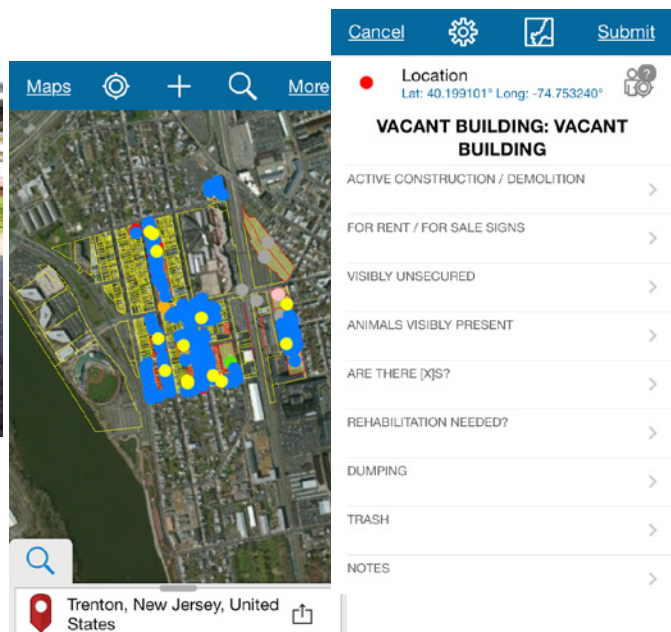 Maps
More
Trenton, New Jersey, United
States
Cancel
Submit
Location
Lat: 40.199101° Long: -74.753240°
VACANT BUILDING: VACANT
BUILDING
ACTIVE CONSTRUCTION / DEMOLITION
FOR RENT / FOR SALE SIGNS
VISIBLY UNSECURED
ANIMALS VISIBLY PRESENT
ARE THERE [X]S?
REHABILITATION NEEDED?
DUMPING
TRASH
NOTES